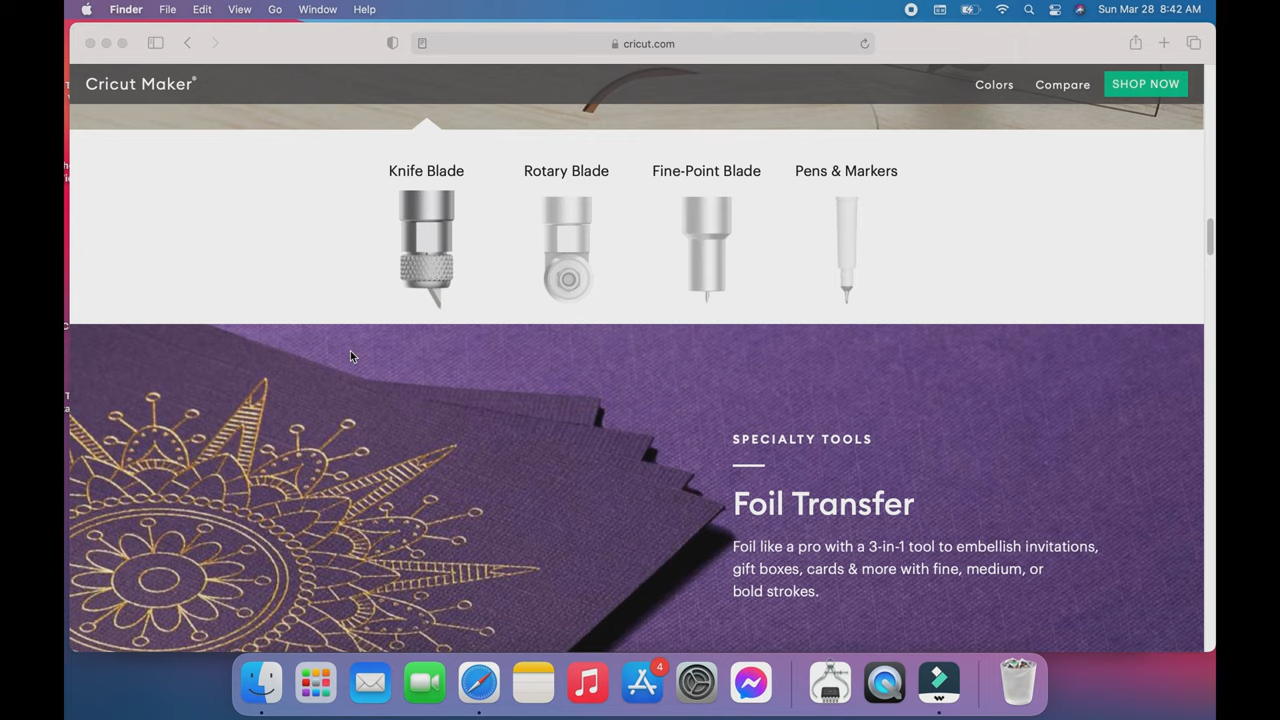 Finder File Edit View Go Window Help Sun Mar 28 8:42 AM
cricut.com
Cricut Maker® Colors Compare SHOP NOW
Knife Blade Rotary Blade Fine-Point Blade Pens & Markers
SPECIALTY TOOLS
Foil Transfer
Foil like a pro with a 3-in-1 tool to embellish invitations,
gift boxes, cards & more with fine, medium, or
bold strokes.
4